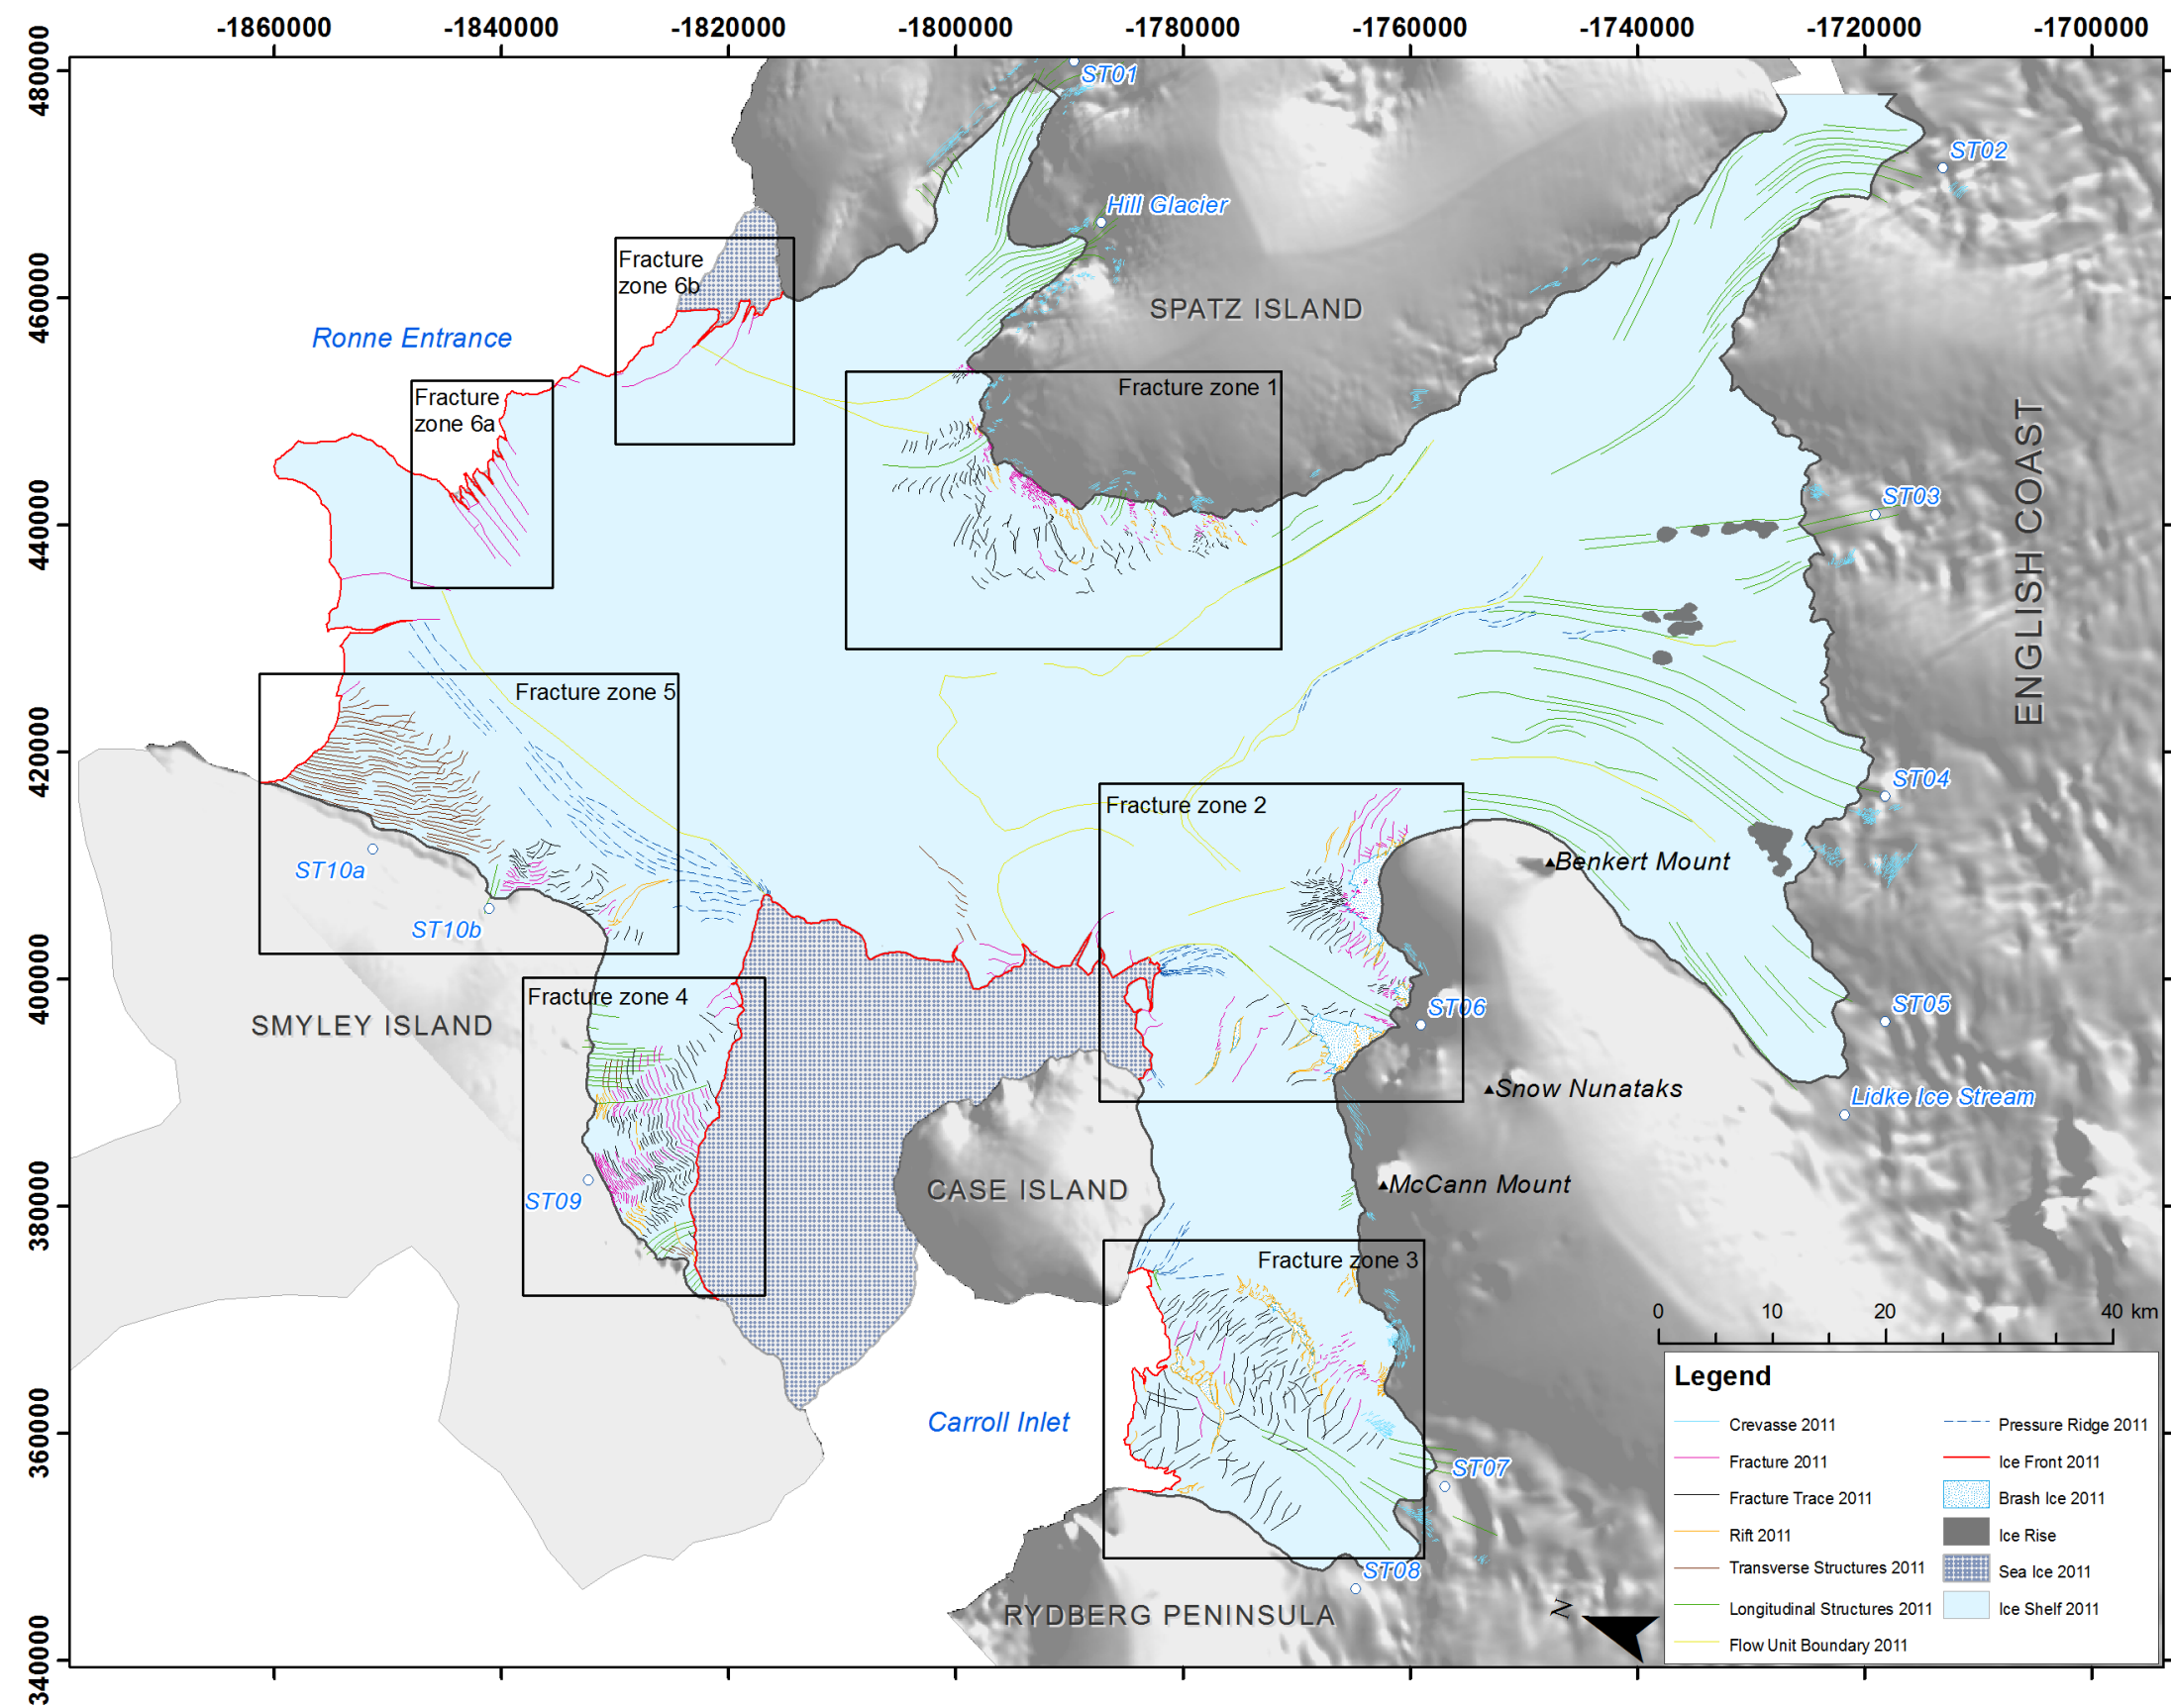 -1860000 -1840000 -1820000 -1800000 -1780000 -1760000 -1740000 -1720000 -1700000
480000
460000
440000
420000
400000
380000
360000
340000
ST01
ST02
Hill Glacier
Fracture
zone 6b
SPATZ ISLAND
Ronne Entrance
Fracture zone 1
Fracture
zone 6a
ENGLISH COAST
ST03
Fracture zone 5
ST04
Fracture zone 2
Benkert Mount
ST10a
ST10b
Fracture zone 4
ST06
ST05
SMYLEY ISLAND
Snow Nunataks
Lidke Ice Stream
CASE ISLAND
McCann Mount
ST09
Fracture zone 3
0 10 20 40 km
Carroll Inlet
ST07
ST08
RYDBERG PENINSULA
N
Legend
Crevasse 2011
Fracture 2011
Fracture Trace 2011
Rift 2011
Transverse Structures 2011
Longitudinal Structures 2011
Flow Unit Boundary 2011
Pressure Ridge 2011
Ice Front 2011
Brash Ice 2011
Ice Rise
Sea Ice 2011
Ice Shelf 2011